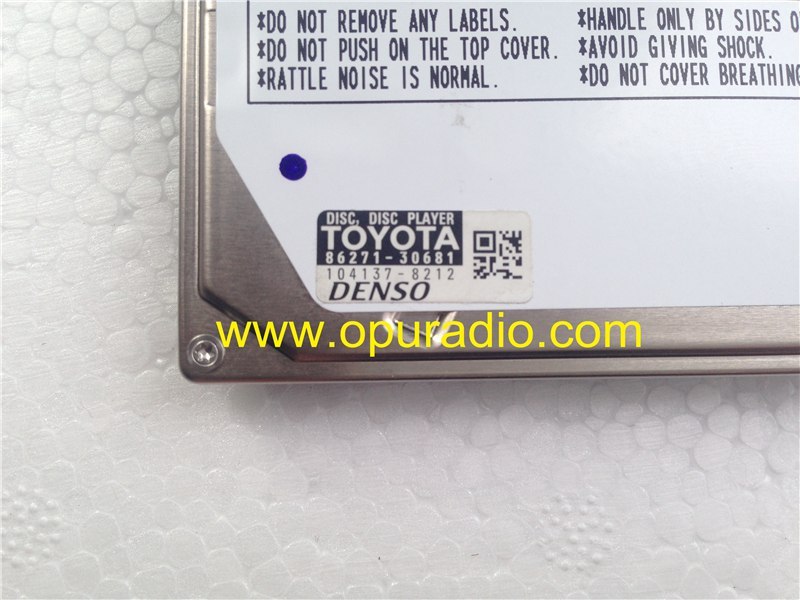 *DO NOT REMOVE ANY LABELS.
*DO NOT PUSH ON THE TOP COVER.
*RATTLE NOISE IS NORMAL.
*HANDLE ONLY BY SIDES
*AVOID GIVING SHOCK.
*DO NOT COVER BREATHING
DISC, DISC PLAYER
TOYOTA
86271-30681
104137-8212
DENSO
www.opuradio.com